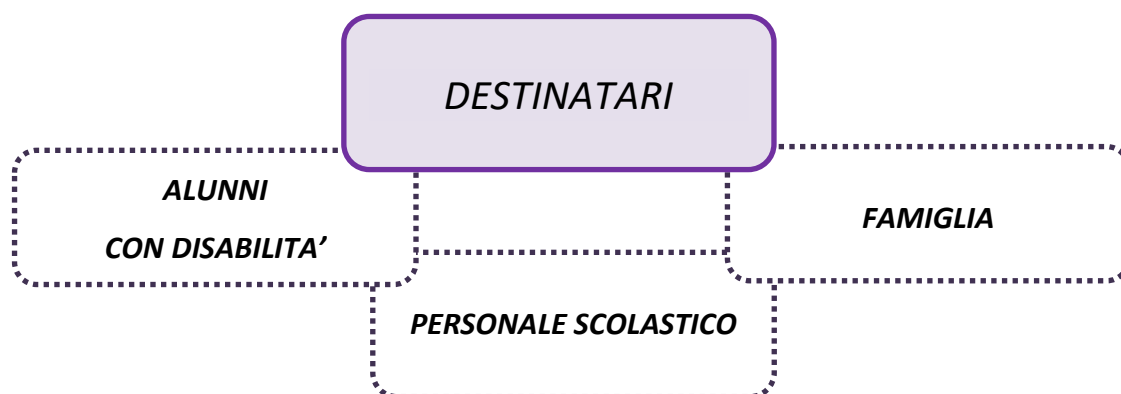 DESTINATARI
ALUNNI
CON DISABILITA’
FAMIGLIA
PERSONALE SCOLASTICO